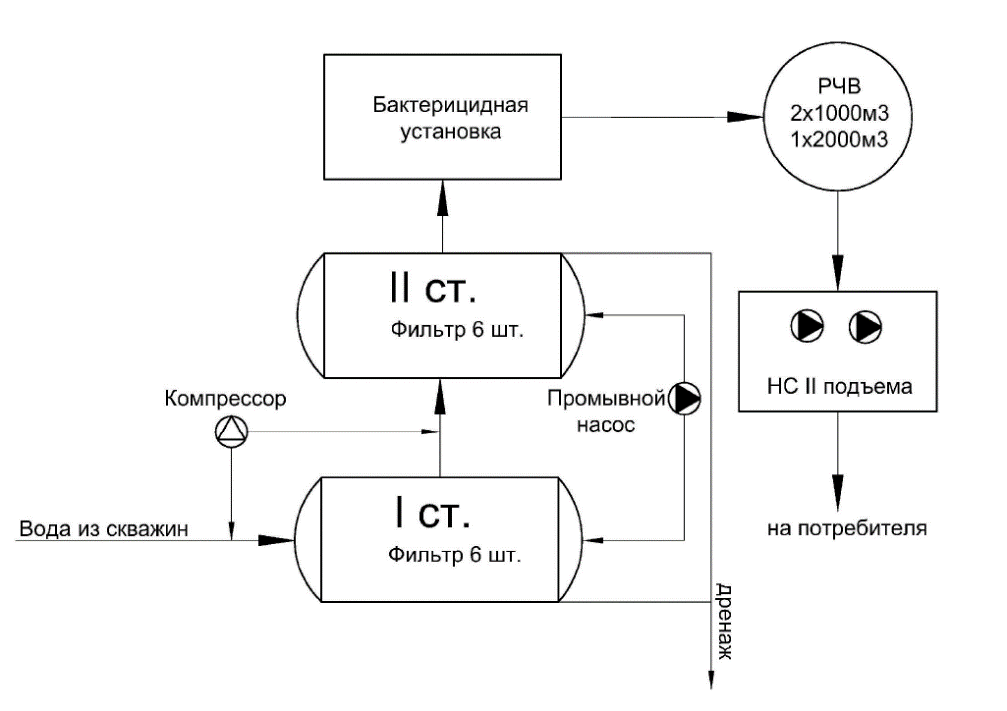 Бактерицидная
установка
РЧВ
2х1000м3
1х2000м3
II ст.
Фильтр 6 шт.
НС II подъема
Компрессор
Промывной
насос
I ст.
Фильтр 6 шт.
Вода из скважин
на потребителя
дренаж